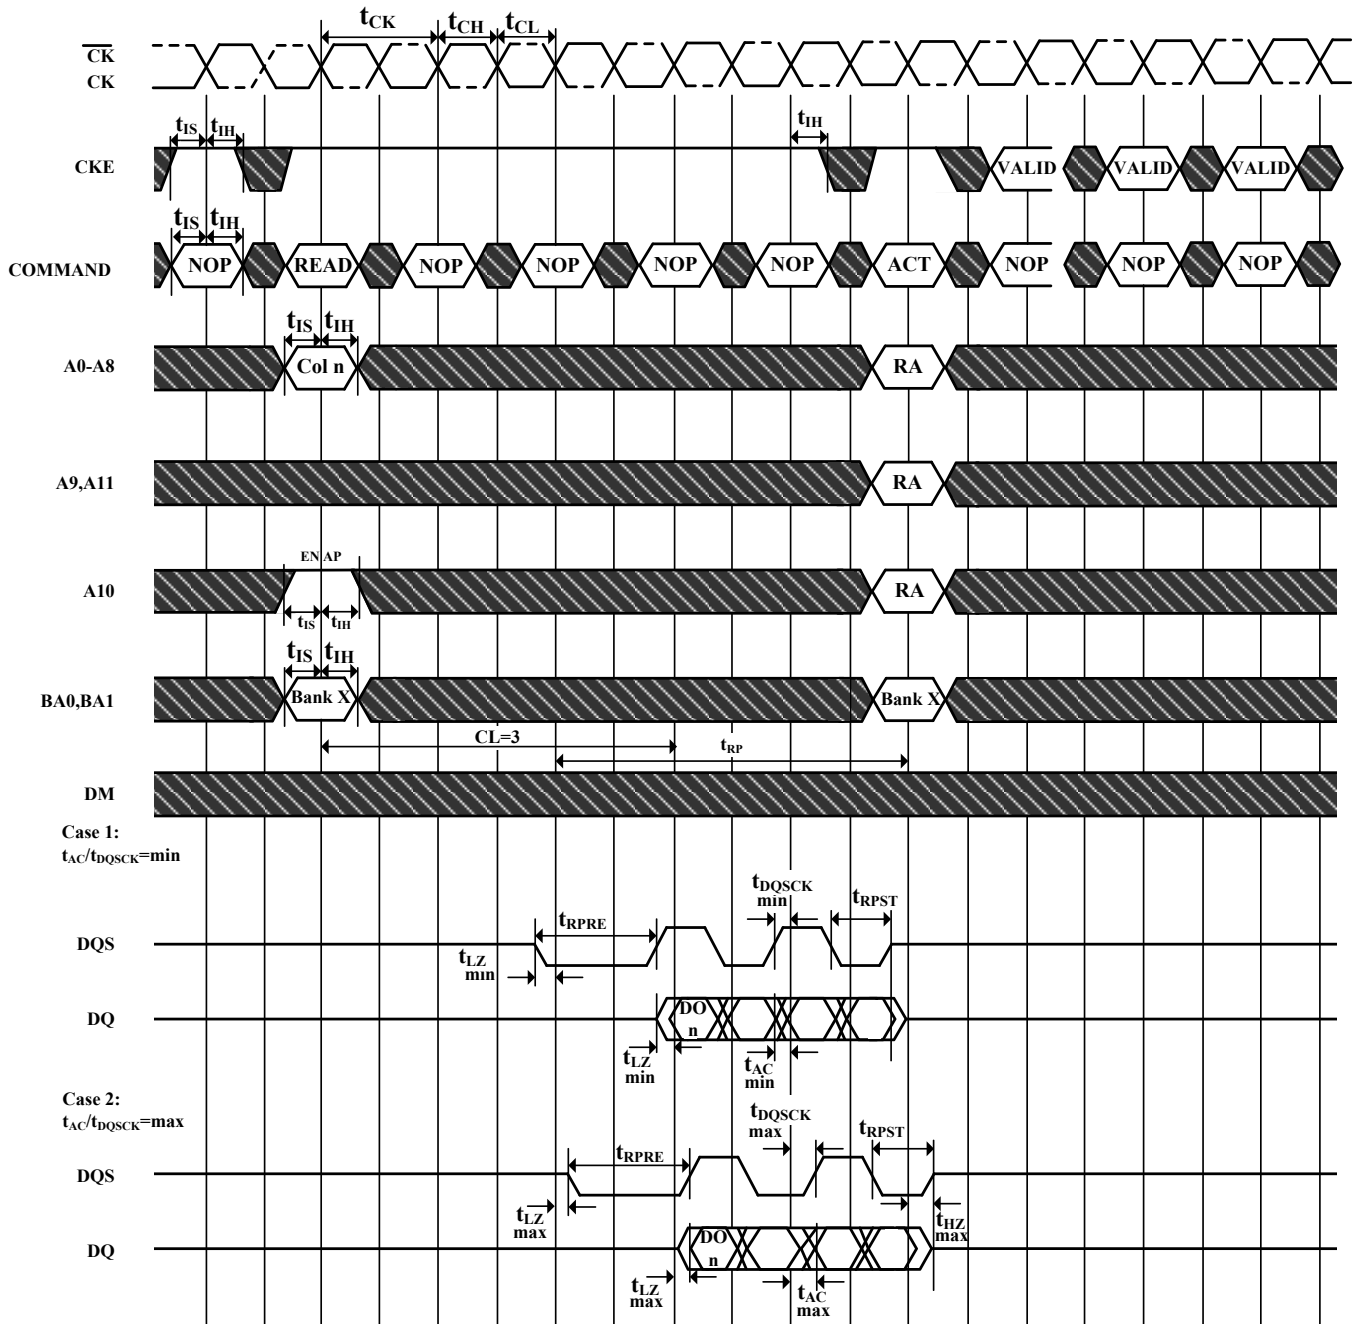 tCK tCH tCL
CK
CK
tIS tIH tIH
CKE VALID VALID VALID
tIS tIH
COMMAND NOP READ NOP NOP NOP NOP ACT NOP NOP NOP
tIS tIH
A0-A8 Col n RA
A9,A11 RA
EN AP
A10 RA
tIS tIH
tIS tIH
BA0,BA1 Bank X Bank X
CL=3 tRP
DM
Case 1:
tAC/tDQSCK=min
tDQSCK min tRPST
tRPRE
DQS
tLZ min
DQ DO n
tLZ min tAC min
Case 2:
tAC/tDQSCK=max
tDQSCK max tRPST
tRPRE
DQS
tLZ max tHZ max
DQ DO n
tLZ max tAC max